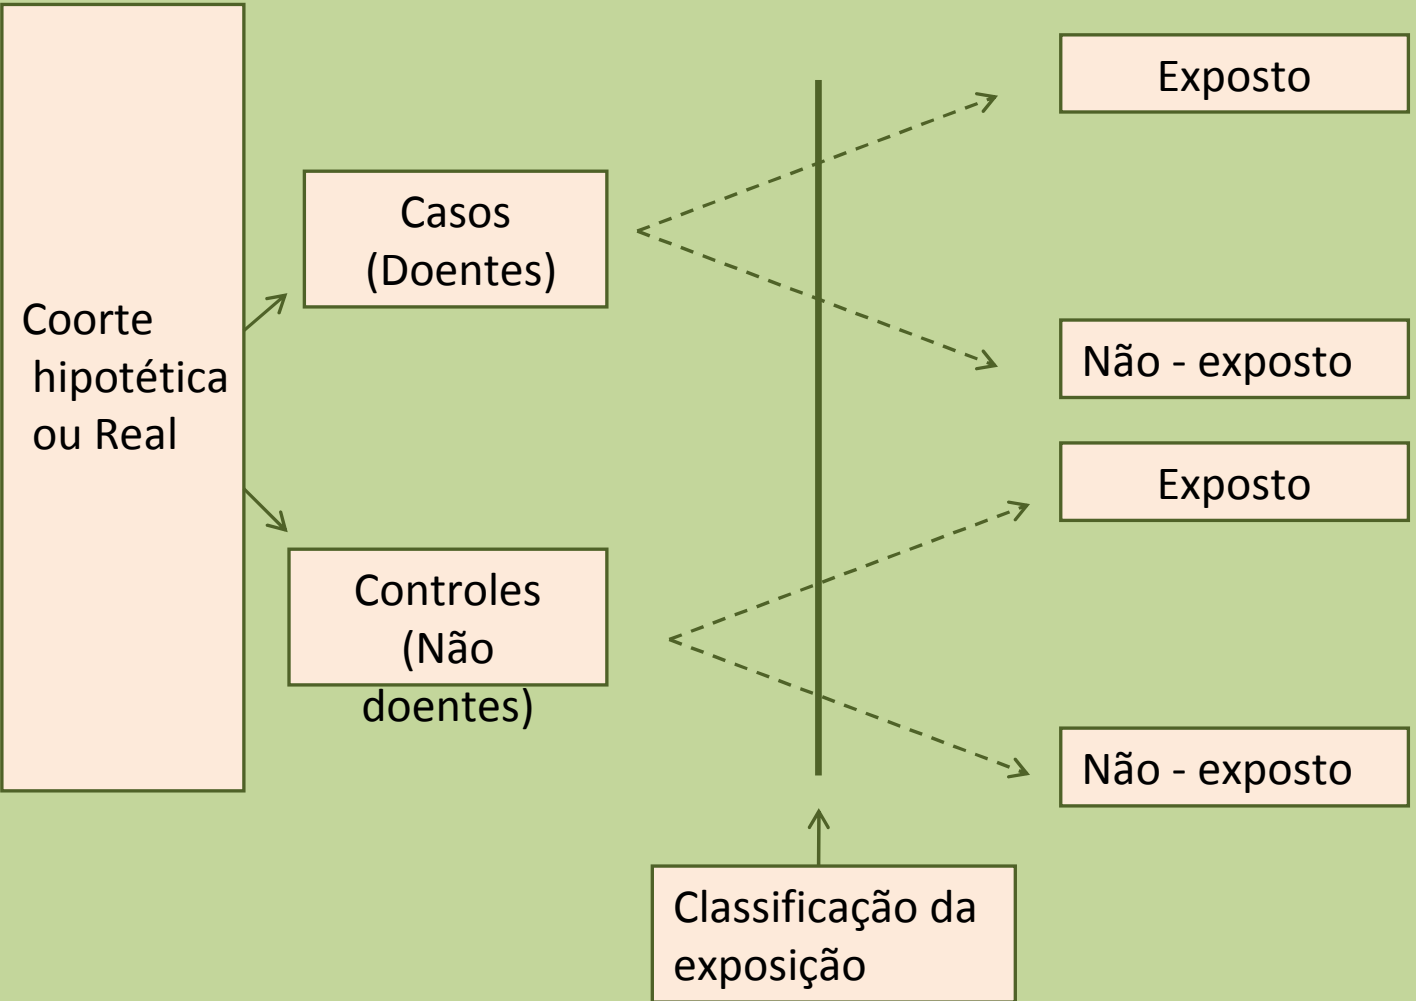 Coorte
hipotética
ou Real
Casos
(Doentes)
Controles
(Não
doentes)
Exposto
Não - exposto
Exposto
Não - exposto
Classificação da
exposição